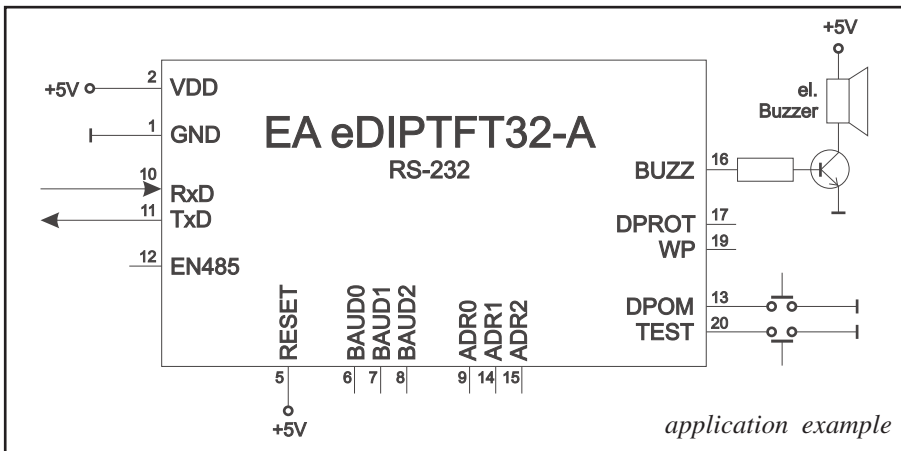 +5V
2
VDD
+5V
1
GND
EA eDIPTFT32-A
RS-232
el.
Buzzer
BUZZ
16
10
RxD
11
TxD
DPROT
17
WP
19
12
EN485
DPOM
13
TEST
20
RESET
BAUD0
BAUD1
BAUD2
ADR0
ADR1
ADR2
5
6
7
8
9
14
15
+5V
application example